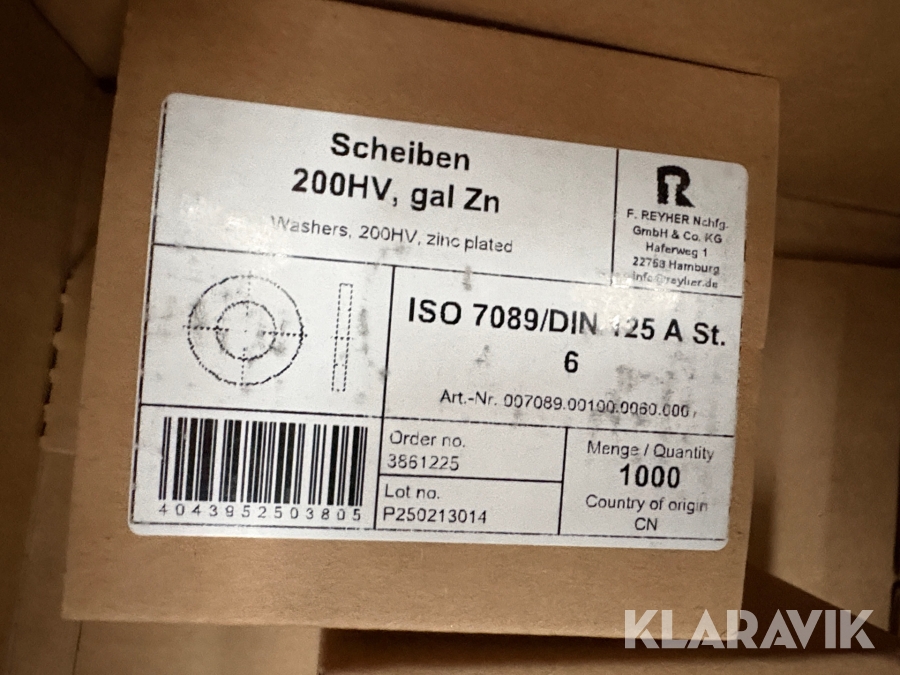 Scheiben
200HV, gal Zn
Washers, 200HV, zinc plated
R
F. REYHER Nchfg.
GmbH & Co. KG
Haferweg 1
22769 Hamburg
info@reyher.de
ISO 7089/DIN 125 A St.
6
Art.-Nr. 007089.00100.0060.000
4043952503805
Order no.
3861225
Lot no.
P250213014
Menge / Quantity
1000
Country of origin
CN
KLARAVIK